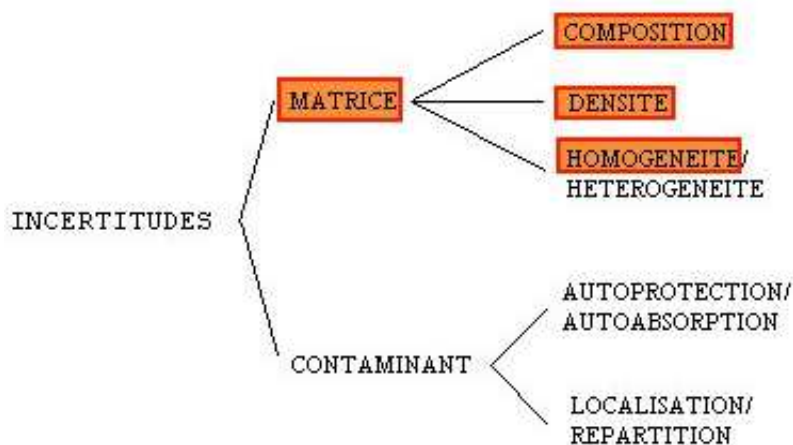 COMPOSITION
MATRICE
DENSITE
HOMOGENEITE/
HETEROGENEITE
INCERTITUDES
AUTOPROTECTION/
AUTOABSORPTION
CONTAMINANT
LOCALISATION/
REPARTITION